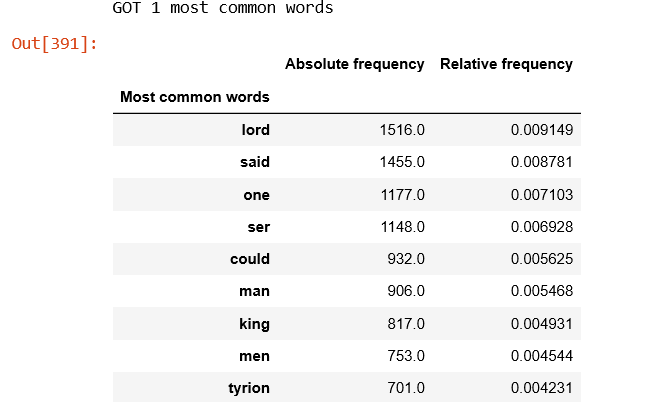 GOT 1 most common words
Out[391]:
Absolute frequency Relative frequency
Most common words
lord 1516.0 0.009149
said 1455.0 0.008781
one 1177.0 0.007103
ser 1148.0 0.006928
could 932.0 0.005625
man 906.0 0.005468
king 817.0 0.004931
men 753.0 0.004544
tyrion 701.0 0.004231